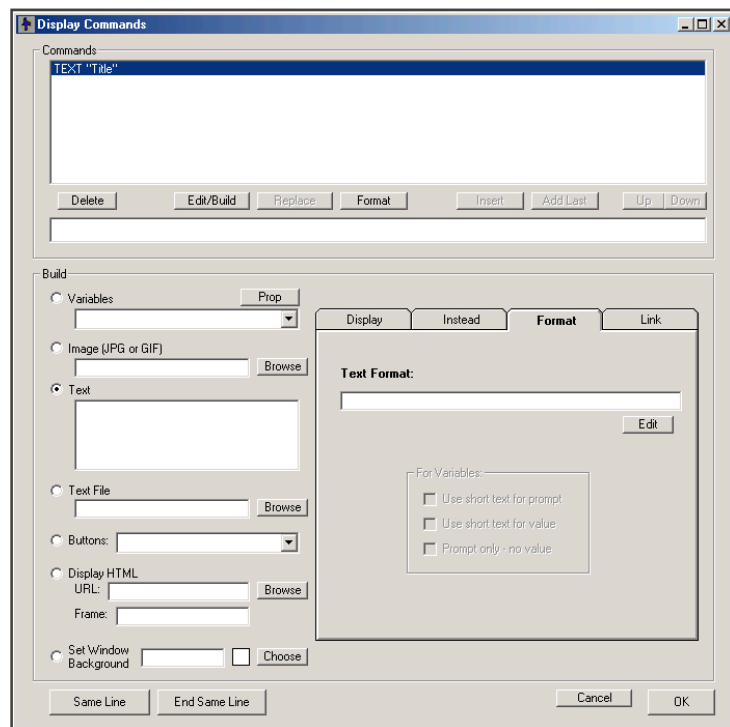 Display Commands
Commands
TEXT "Title"
Delete Edit/Build Replace Format Insert Add Last Up Down
Build
Variables Prop
Image (JPG or GIF)
Browse
Text
Text File
Browse
Buttons:
Display HTML
URL: Browse
Frame:
Set Window
Background Choose
Display Instead Format Link
Text Format:
Edit
For Variables:
Use short text for prompt
Use short text for value
Prompt only - no value
Same Line End Same Line Cancel OK